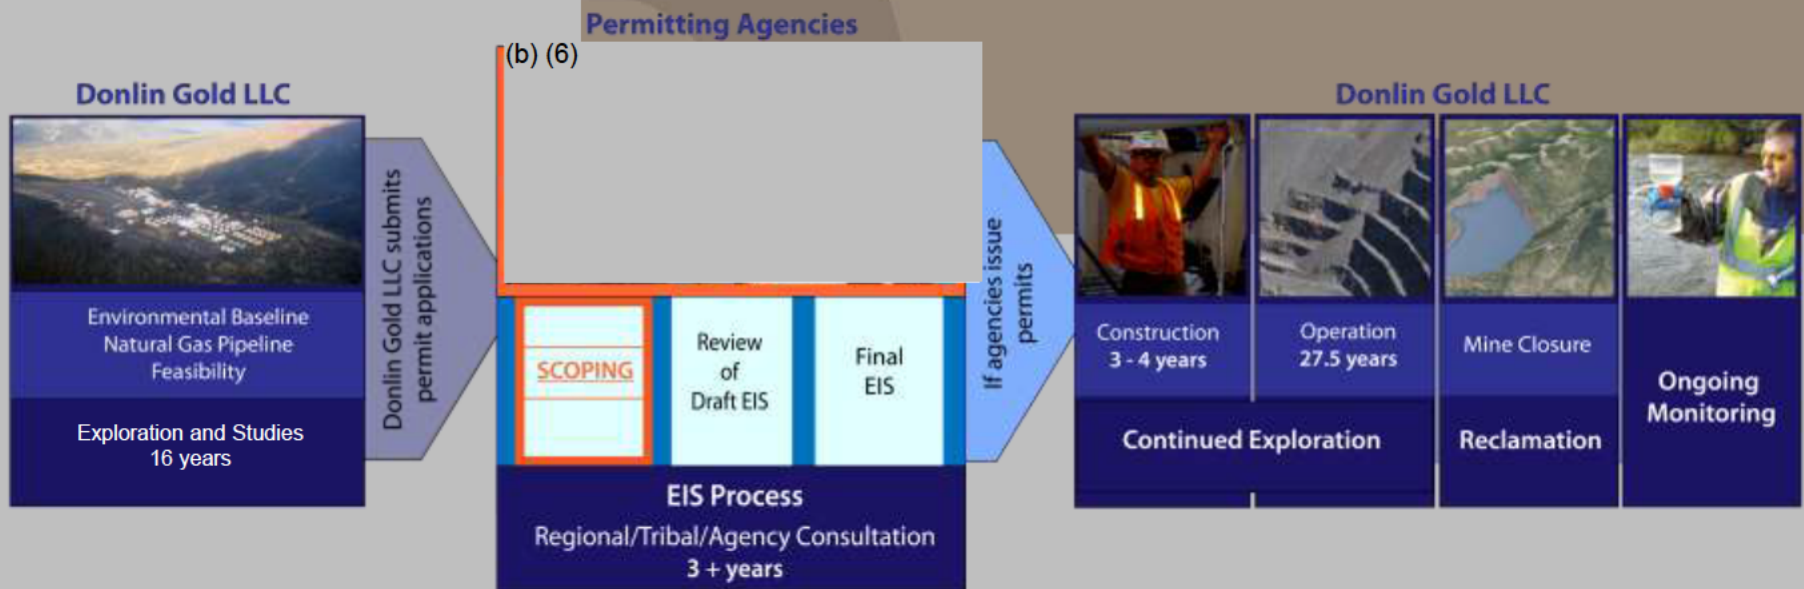 Permitting Agencies
(b) (6)
Donlin Gold LLC
Environmental Baseline
Natural Gas Pipeline
Feasibility
Exploration and Studies
16 years
Donlin Gold LLC submits
permit applications
SCOPING
Review
of
Draft EIS
Final
EIS
EIS Process
Regional/Tribal/Agency Consultation
3 + years
If agencies issue
permits
Donlin Gold LLC
Construction
3 - 4 years
Operation
27.5 years
Mine Closure
Continued Exploration
Reclamation
Ongoing
Monitoring